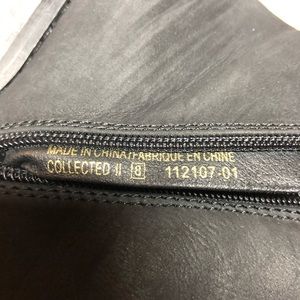 MADE IN CHINA/FABRIQUE EN CHINE
COLLECTED II 8 112107-01